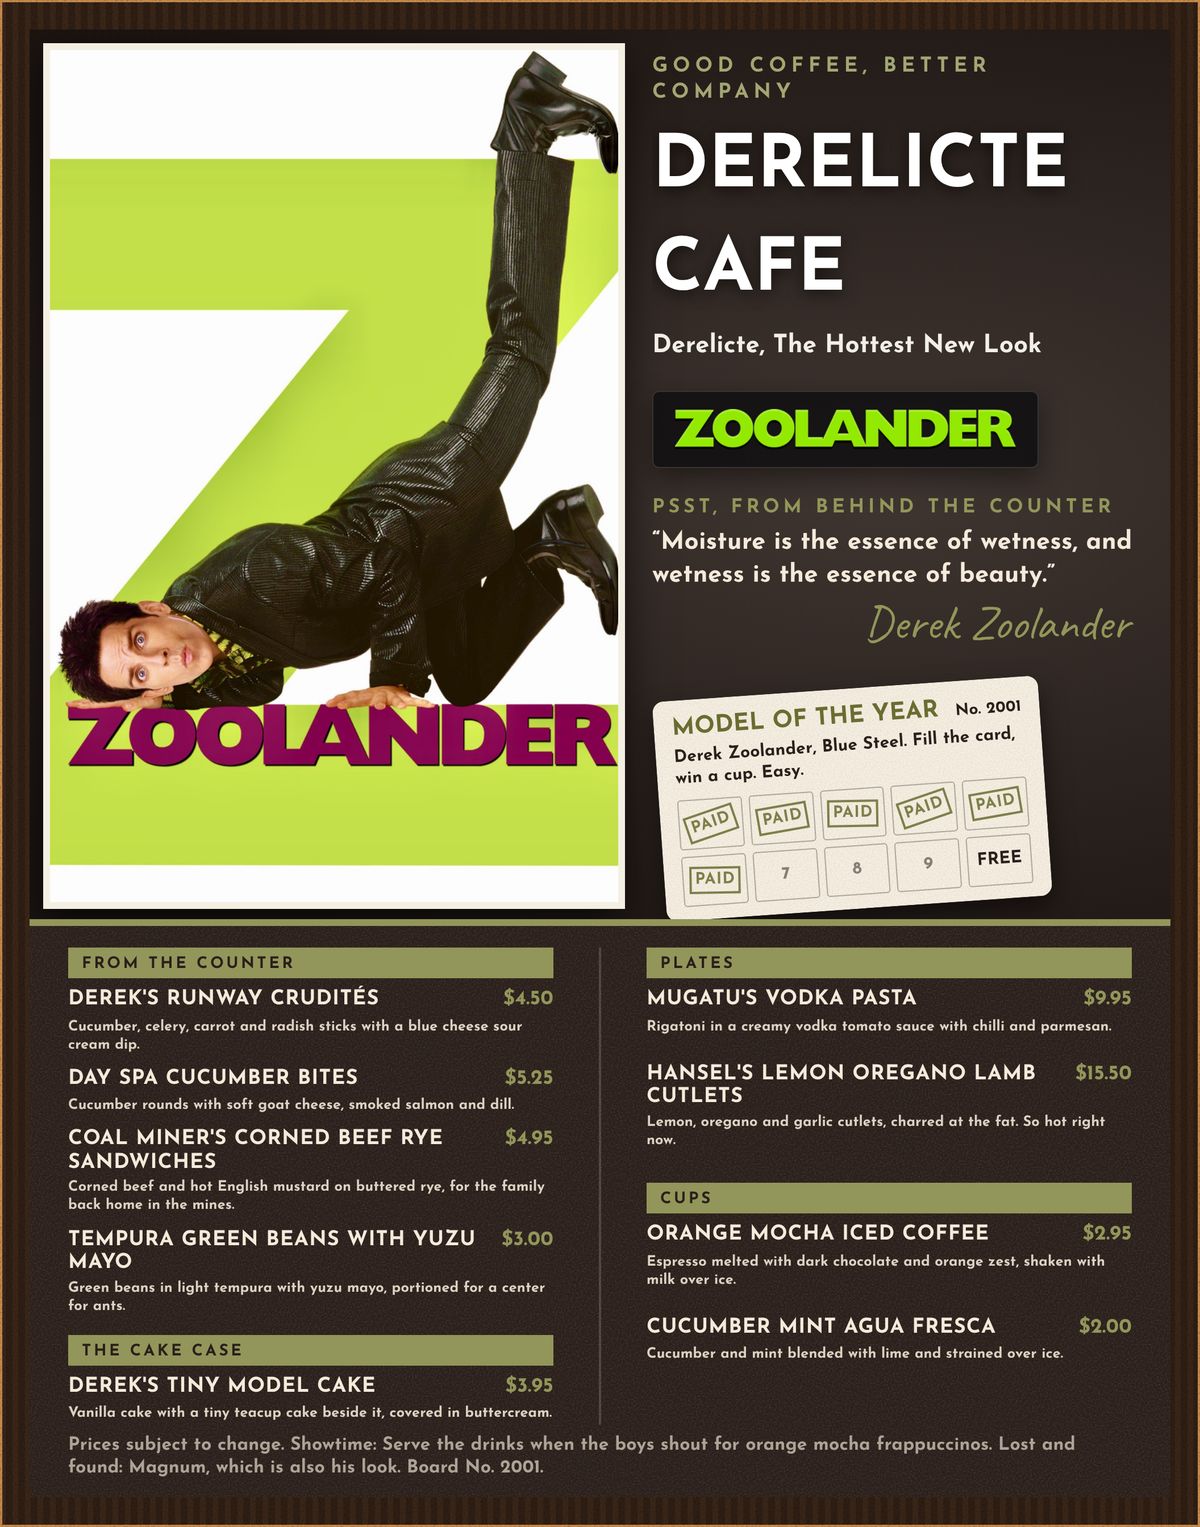 GOOD COFFEE, BETTER
COMPANY
DERELICTE
CAFE
Derelicte, The Hottest New Look
ZOOLANDER
PSST, FROM BEHIND THE COUNTER
“Moisture is the essence of wetness, and
wetness is the essence of beauty.”
Derek Zoolander
ZOOLANDER
MODEL OF THE YEAR No. 2001
Derek Zoolander, Blue Steel. Fill the card,
win a cup. Easy.
PAID PAID PAID PAID PAID
PAID 7 8 9 FREE
FROM THE COUNTER
DEREK'S RUNWAY CRUDITÉS $4.50
Cucumber, celery, carrot and radish sticks with a blue cheese sour
cream dip.
DAY SPA CUCUMBER BITES $5.25
Cucumber rounds with soft goat cheese, smoked salmon and dill.
COAL MINER'S CORNED BEEF RYE $4.95
SANDWICHES
Corned beef and hot English mustard on buttered rye, for the family
back home in the mines.
TEMPURA GREEN BEANS WITH YUZU $3.00
MAYO
Green beans in light tempura with yuzu mayo, portioned for a center
for ants.
THE CAKE CASE
DEREK'S TINY MODEL CAKE $3.95
Vanilla cake with a tiny teacup cake beside it, covered in buttercream.
PLATES
MUGATU'S VODKA PASTA $9.95
Rigatoni in a creamy vodka tomato sauce with chilli and parmesan.
HANSEL'S LEMON OREGANO LAMB $15.50
CUTLETS
Lemon, oregano and garlic cutlets, charred at the fat. So hot right
now.
CUPS
ORANGE MOCHA ICED COFFEE $2.95
Espresso melted with dark chocolate and orange zest, shaken with
milk over ice.
CUCUMBER MINT AGUA FRESCA $2.00
Cucumber and mint blended with lime and strained over ice.
Prices subject to change. Showtime: Serve the drinks when the boys shout for orange mocha frappuccinos. Lost and
found: Magnum, which is also his look. Board No. 2001.